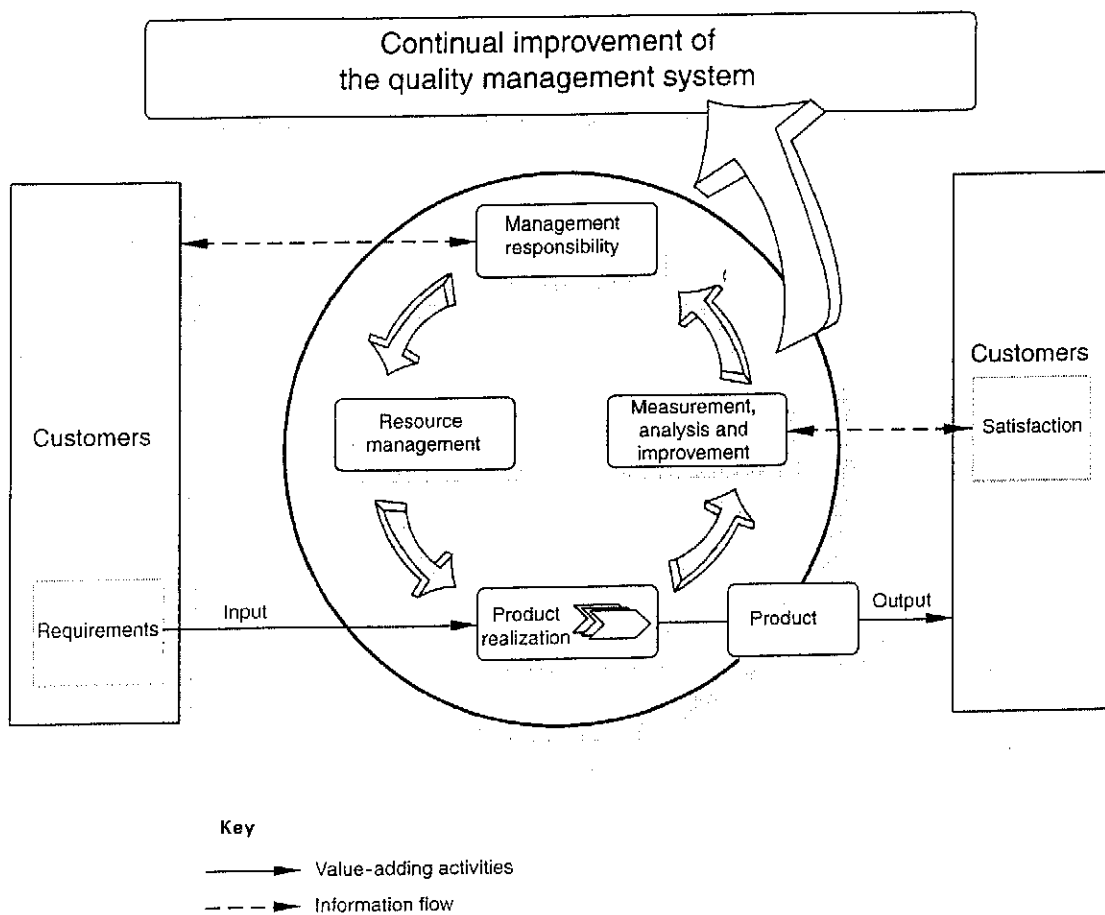 Continual improvement of
the quality management system
Management
responsibility
Customers
Resource
management
Measurement,
analysis and
improvement
Customers
Satisfaction
Requirements
Input
Product
realization
Product
Output
Key
Value-adding activities
Information flow